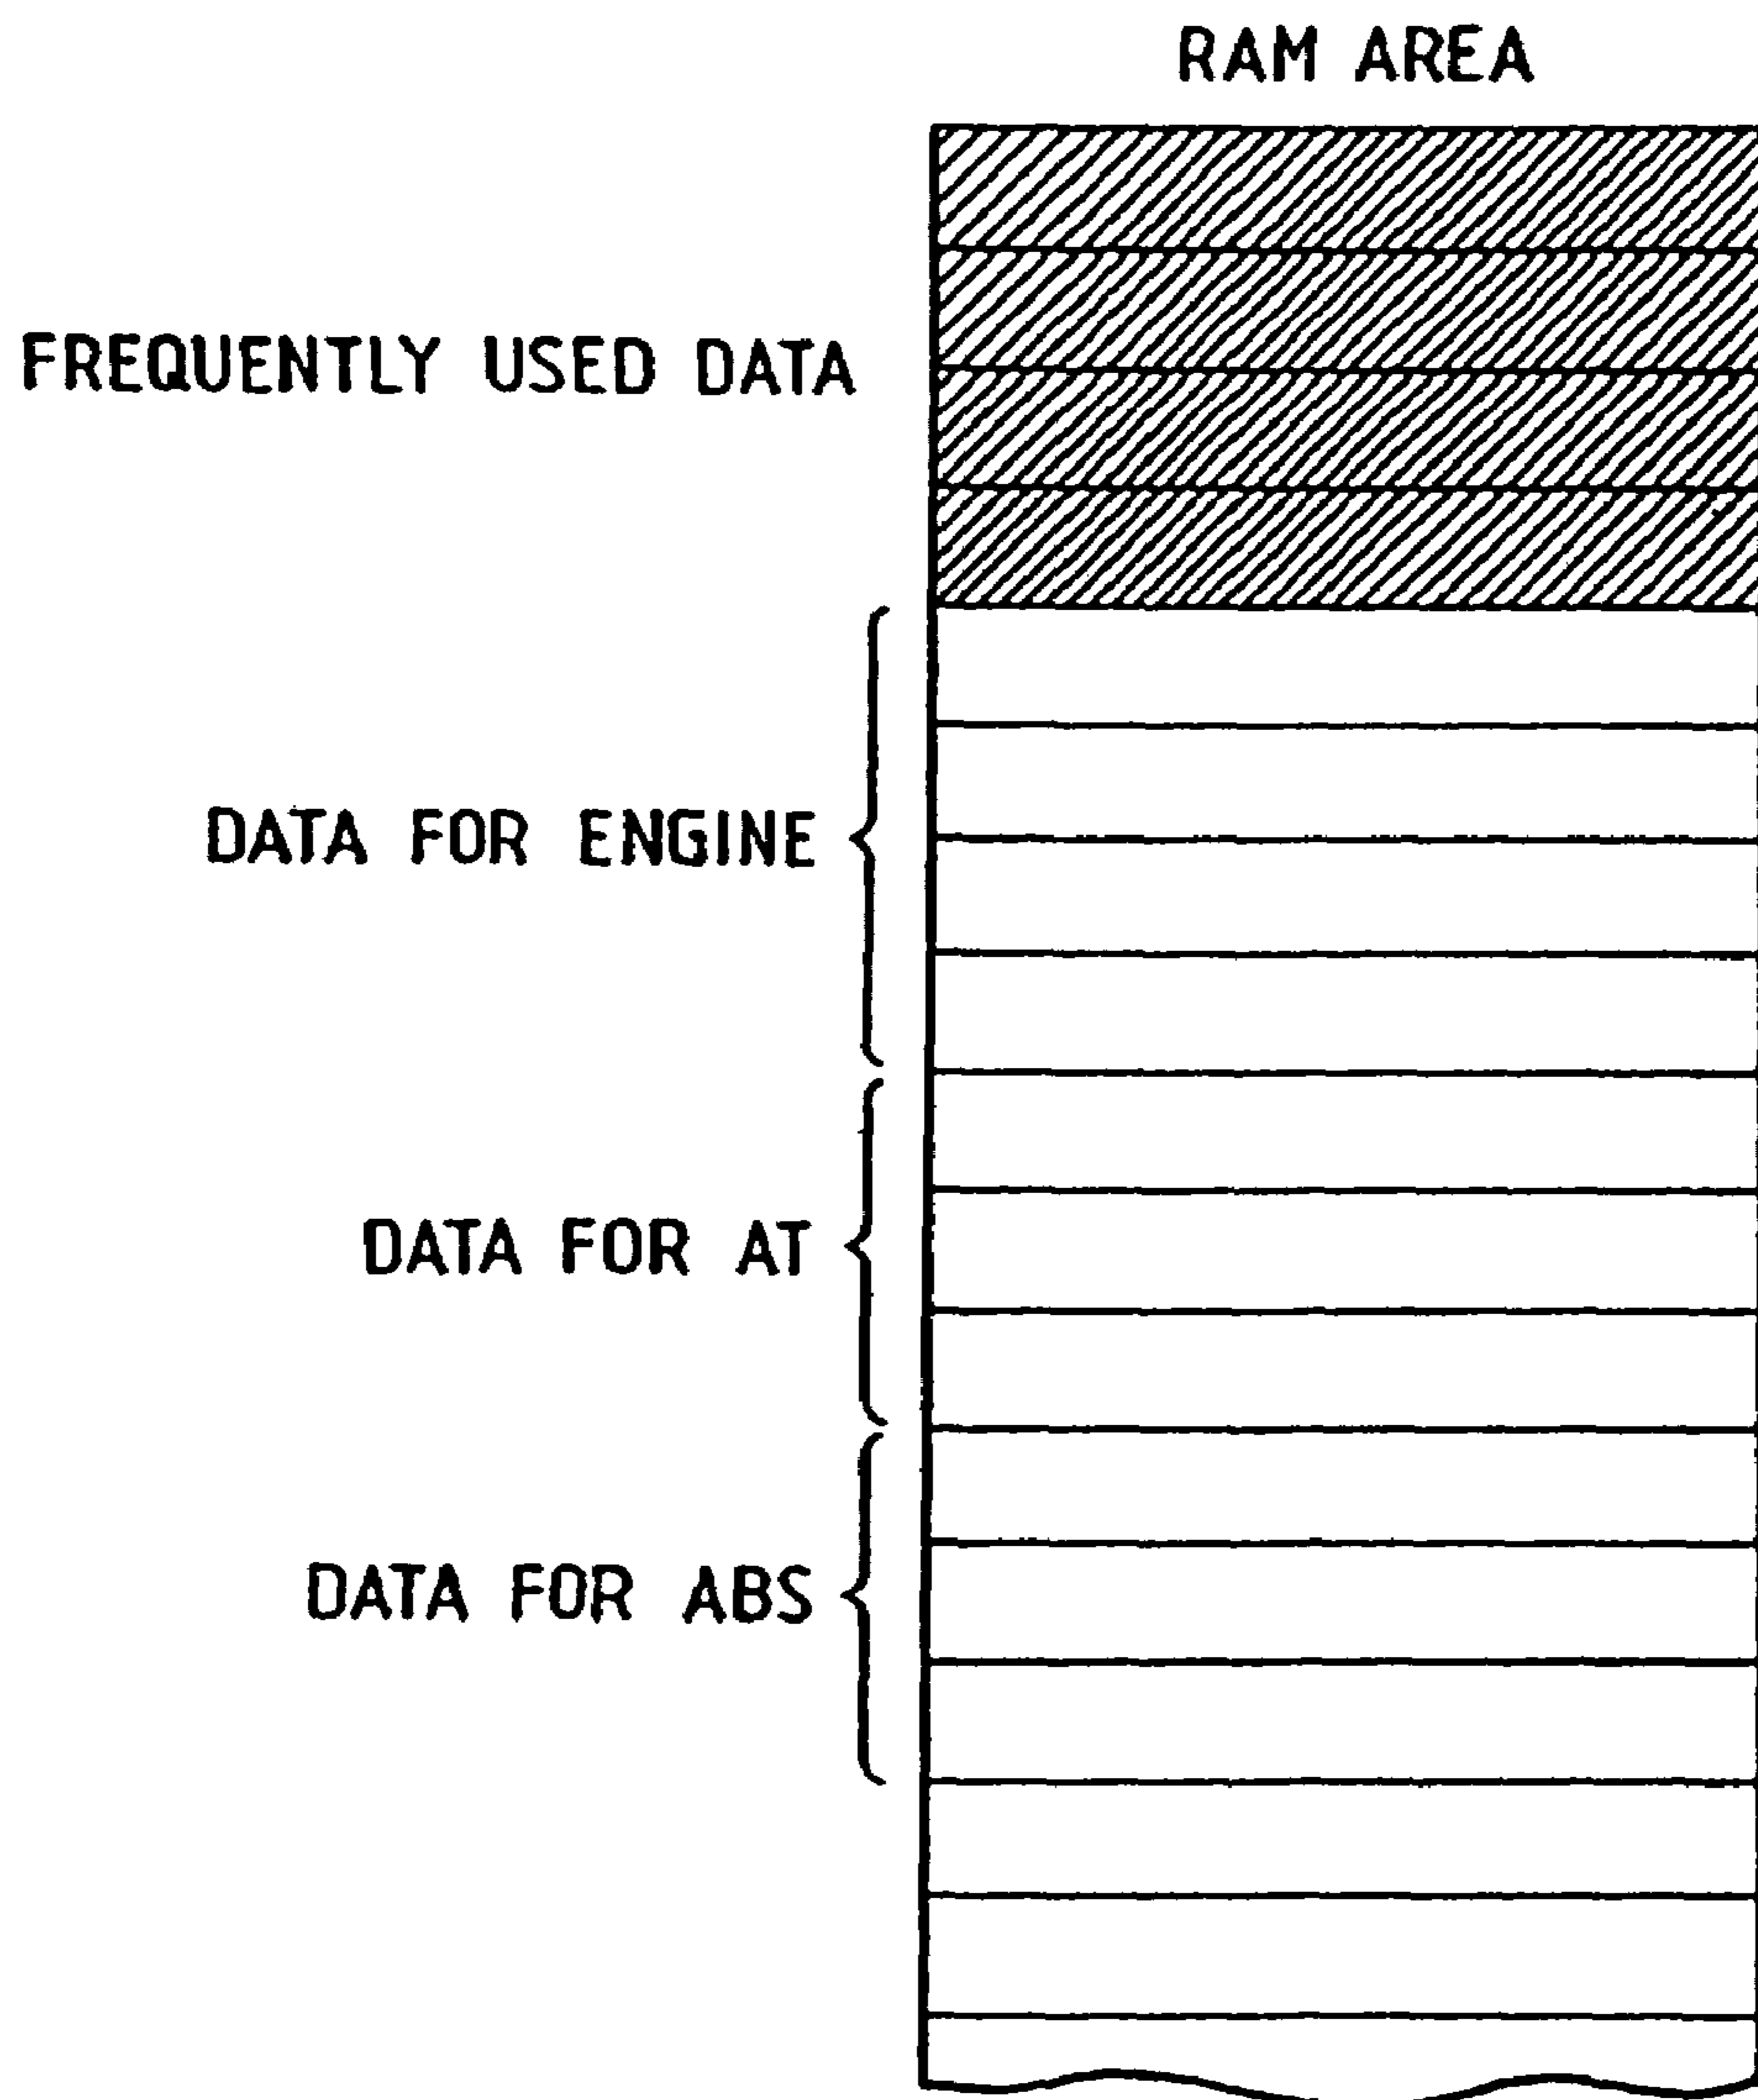 RAM AREA
FREQUENTLY USED DATA
DATA FOR ENGINE
DATA FOR AT
DATA FOR ABS